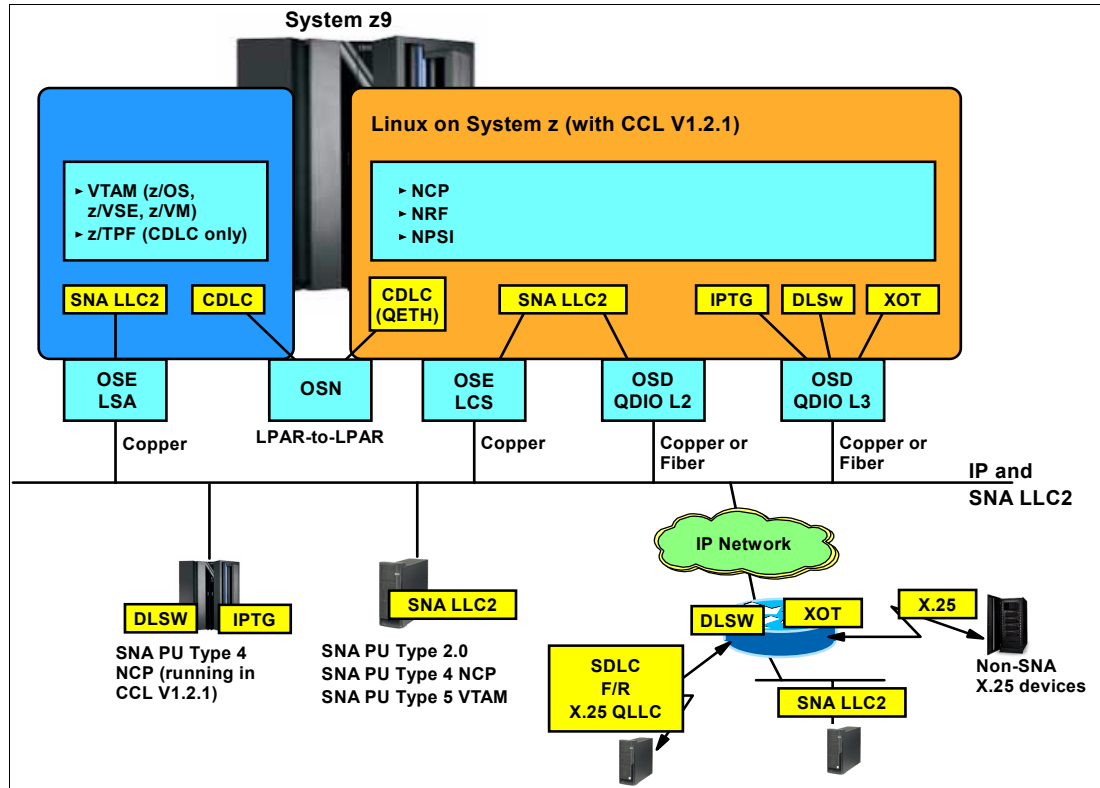 System z9
Linux on System z (with CCL V1.2.1)
► VTAM (z/OS,
z/VSE, z/VM)
► z/TPF (CDLC only)
► NCP
► NRF
► NPSI
SNA LLC2
CDLC
CDLC
(QETH)
SNA LLC2
IPTG
DLSw
XOT
OSE
LSA
OSN
OSE
LCS
OSD
QDIO L2
OSD
QDIO L3
Copper
LPAR-to-LPAR
Copper
Copper or
Fiber
Copper or
Fiber
IP and
SNA LLC2
IP Network
DLSW
IPTG
SNA LLC2
DLSW
XOT
X.25
SNA PU Type 4
NCP (running in
CCL V1.2.1)
SNA PU Type 2.0
SNA PU Type 4 NCP
SNA PU Type 5 VTAM
SDLC
F/R
X.25 QLLC
SNA LLC2
Non-SNA
X.25 devices